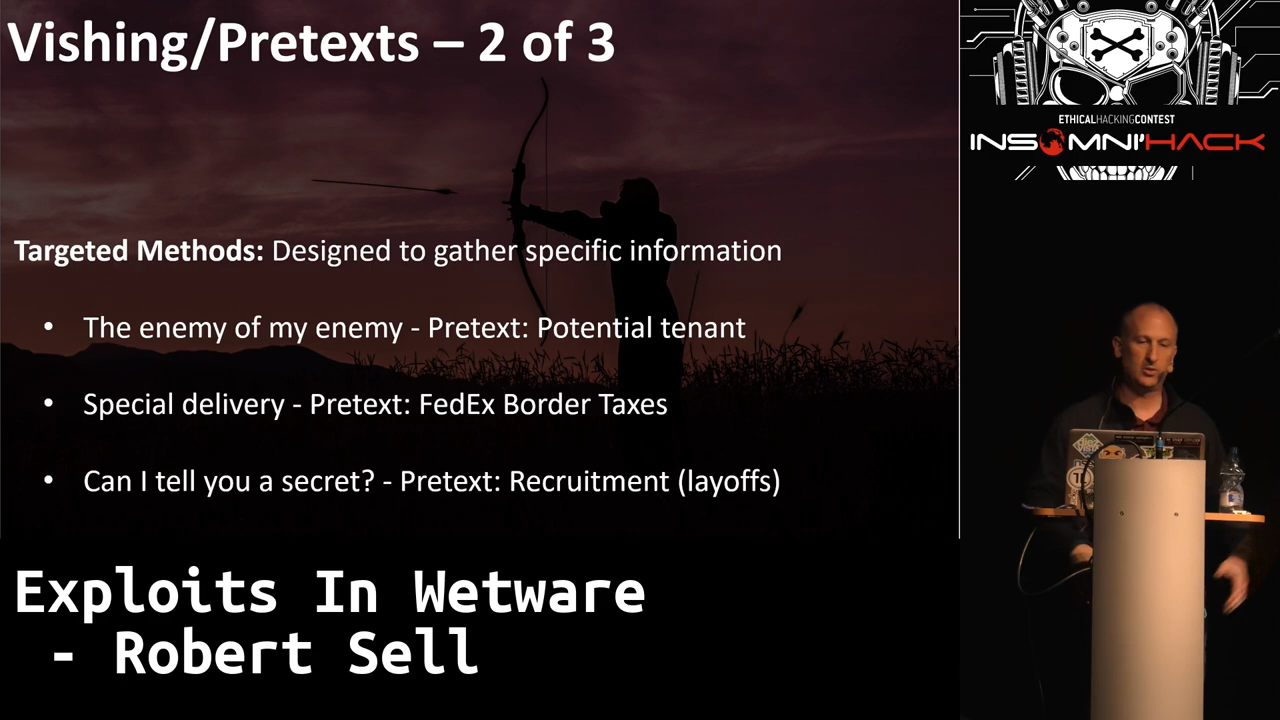 Vishing/Pretexts – 2 of 3
Targeted Methods: Designed to gather specific information
• The enemy of my enemy - Pretext: Potential tenant
• Special delivery - Pretext: FedEx Border Taxes
• Can I tell you a secret? - Pretext: Recruitment (layoffs)
Exploits In Wetware
- Robert Sell
ETHICALHACKINGCONTEST
INSOMNI'HACK